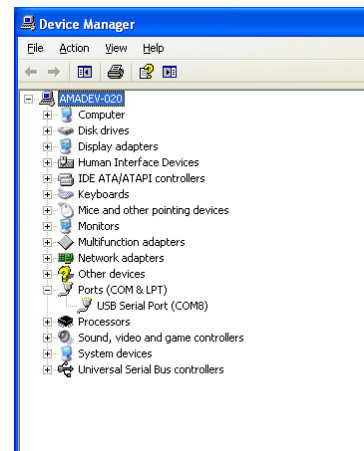 Device Manager
File Action View Help
AMADEV-020
Computer
Disk drives
Display adapters
Human Interface Devices
IDE ATA/ATAPI controllers
Keyboards
Mice and other pointing devices
Monitors
Multifunction adapters
Network adapters
Other devices
Ports (COM & LPT)
USB Serial Port (COM8)
Processors
Sound, video and game controllers
System devices
Universal Serial Bus controllers